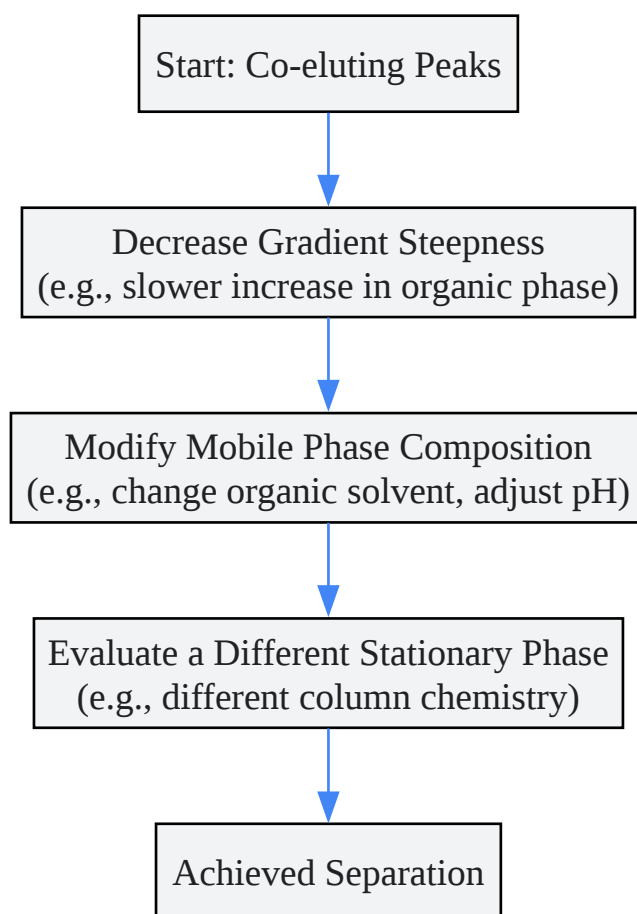 Start: Co-eluting Peaks
Decrease Gradient Steepness
(e.g., slower increase in organic phase)
Modify Mobile Phase Composition
(e.g., change organic solvent, adjust pH)
Evaluate a Different Stationary Phase
(e.g., different column chemistry)
Achieved Separation